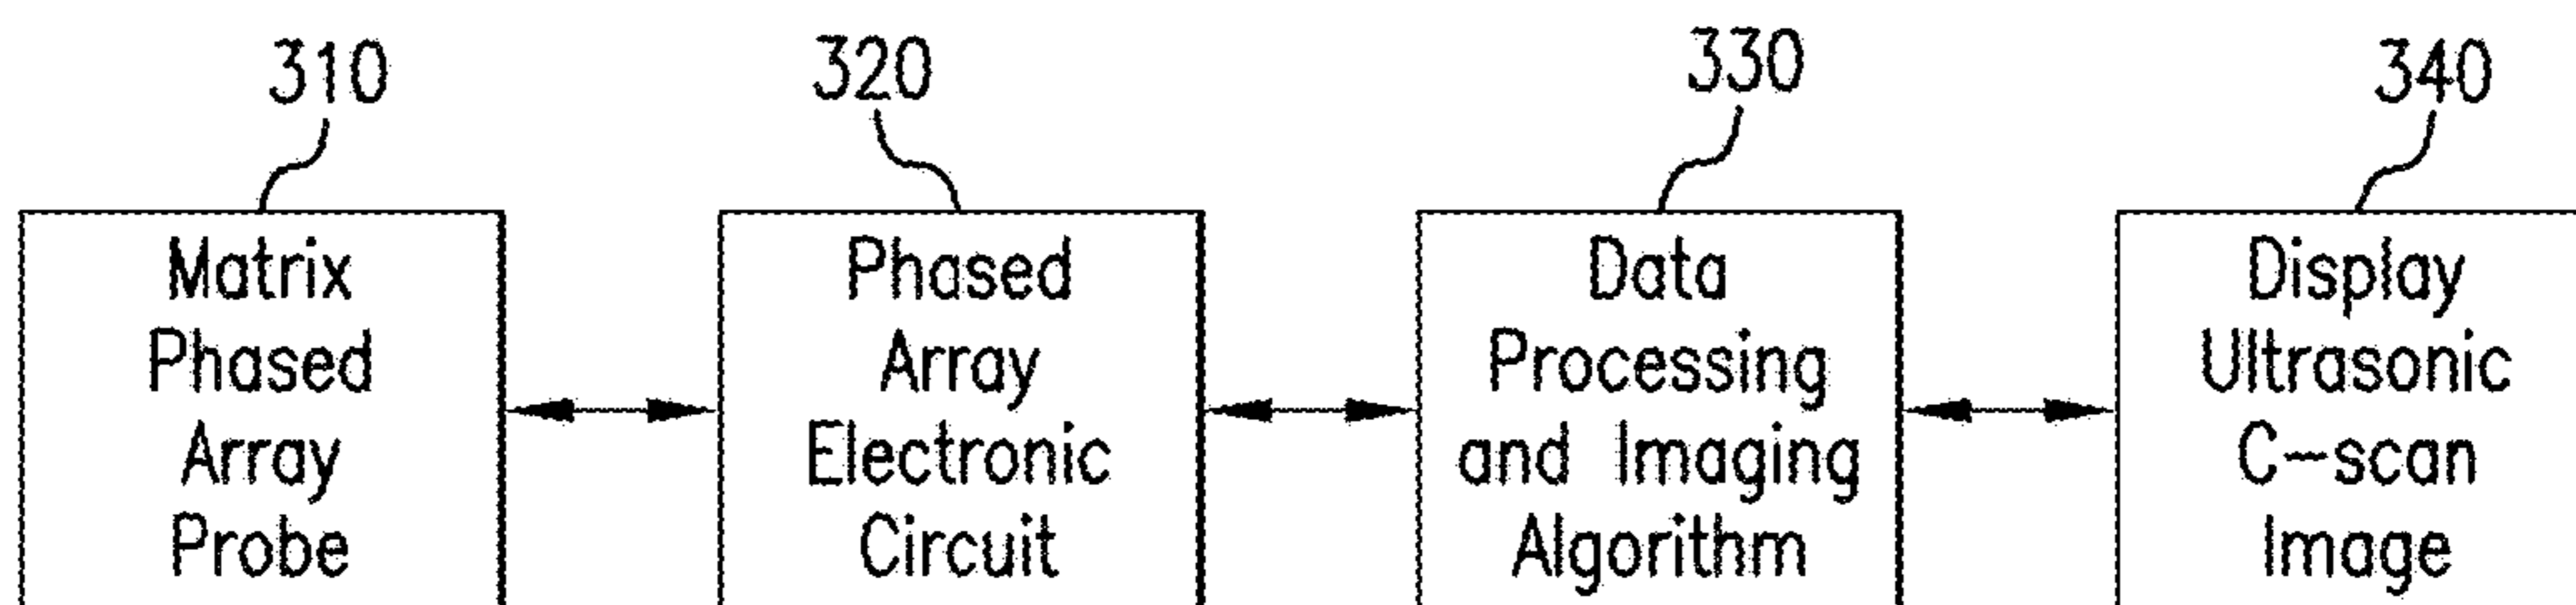 310
320
330
340
Matrix
Phased
Array
Probe
Phased
Array
Electronic
Circuit
Data
Processing
and Imaging
Algorithm
Display
Ultrasonic
C-scan
Image